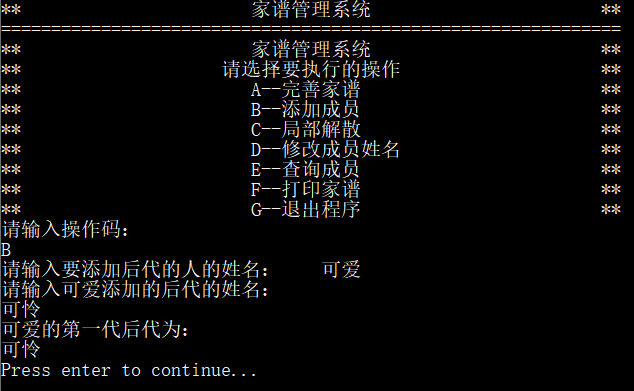 ** 家谱管理系统 **
==============================================================
** 家谱管理系统 **
** 请选择要执行的操作 **
** A--完善家谱 **
** B--添加成员 **
** C--局部解散 **
** D--修改成员姓名 **
** E--查询成员 **
** F--打印家谱 **
** G--退出程序 **
请输入操作码:
B
请输入要添加后代的人的姓名: 可爱
请输入可爱添加的后代的姓名:
可怜
可爱的第一代后代为:
可怜
Press enter to continue...